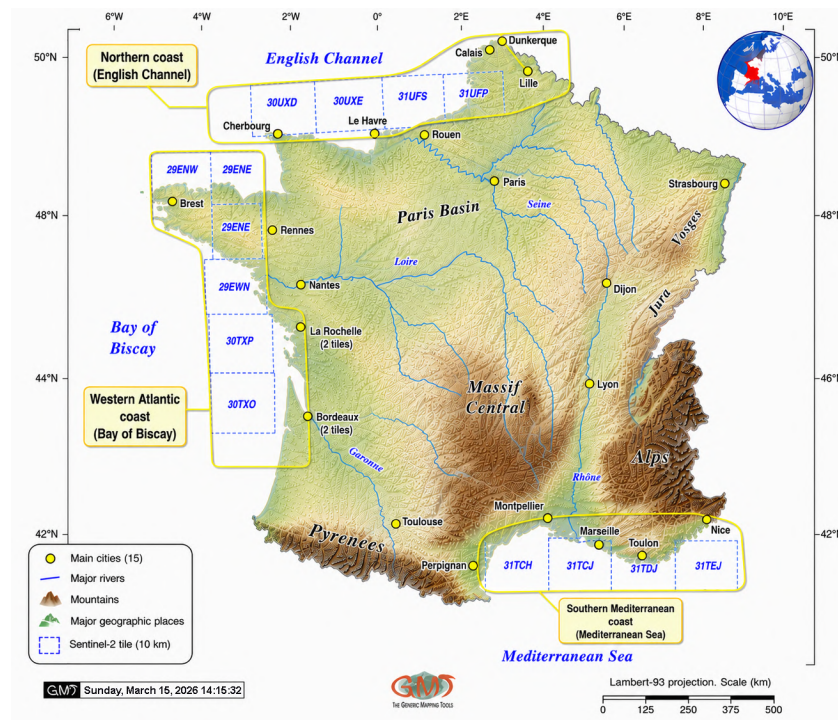 6°W
4°W
2°W
0°
2°E
4°E
6°E
8°E
10°E
50°N
50°N
Northern coast
(English Channel)
English Channel
Dunkerque
Calais
Lille
30UXD
30UXE
31UFS
31UFP
Cherbourg
Le Havre
Rouen
29ENW
29ENE
Paris
Strasbourg
Brest
29ENE
Paris Basin
Seine
48°N
48°N
Rennes
Vosges
Loire
29EWN
Nantes
Dijon
Jura
Bay of
Biscay
30TXP
La Rochelle
(2 tiles)
44°N
44°N
Massif
Central
Lyon
Western Atlantic
coast
(Bay of Biscay)
30TXO
Bordeaux
(2 tiles)
Garonne
Alps
Rhône
Montpellier
42°N
42°N
Toulouse
Pyrenees
Marseille
Nice
Toulon
Perpignan
31TCH
31TCJ
31TDJ
31TEJ
Main cities (15)
Major rivers
Mountains
Major geographic places
Sentinel-2 tile (10 km)
Southern Mediterranean
coast
(Mediterranean Sea)
Mediterranean Sea
GMT Sunday, March 15, 2026 14:15:32
GMT
THE GENERIC MAPPING TOOLS
Lambert-93 projection. Scale (km)
0 125 250 375 500